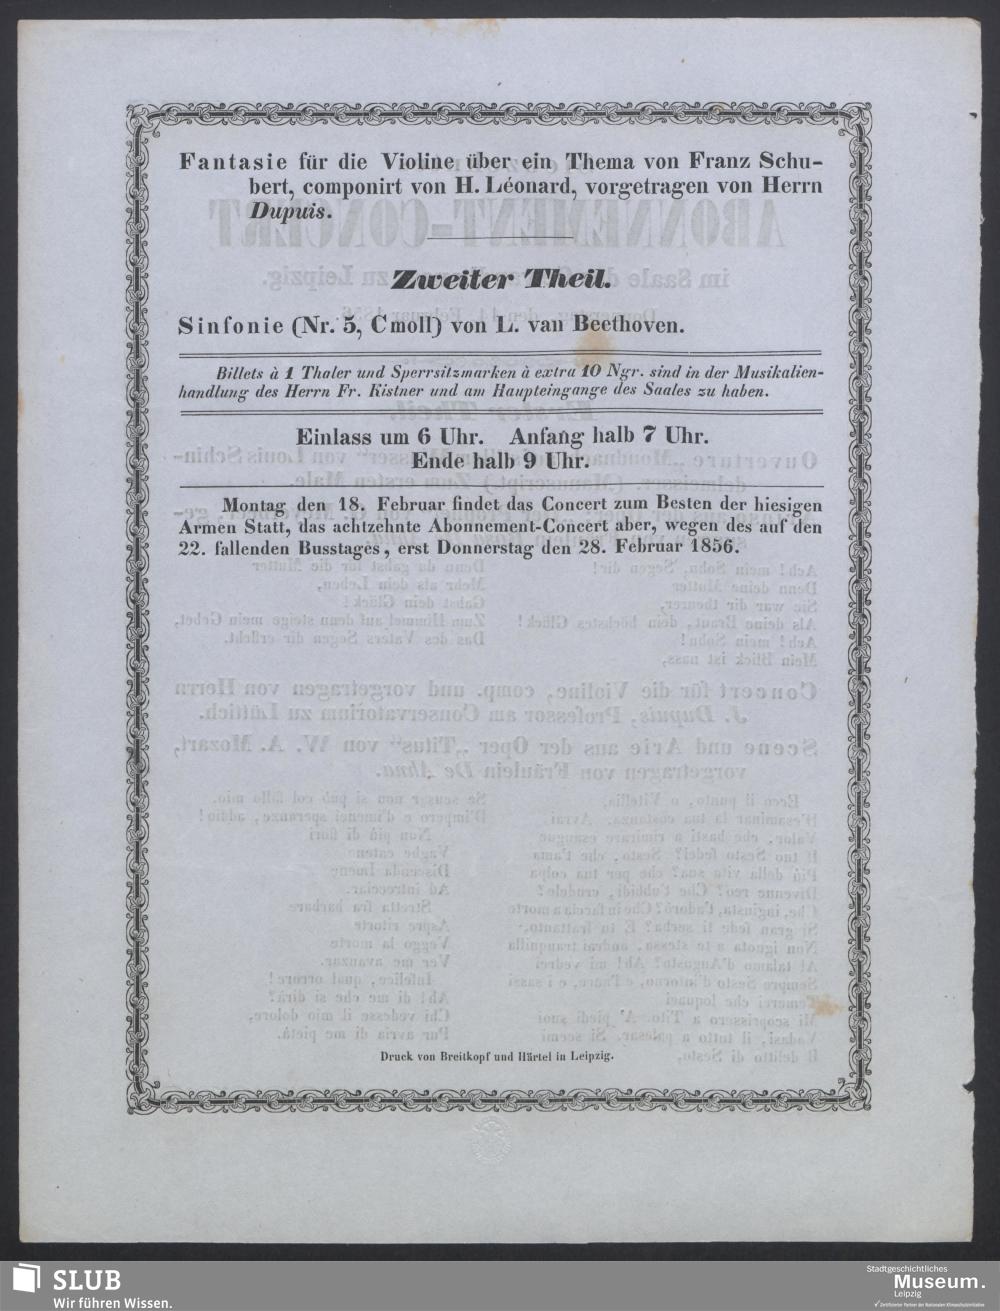 Fantasie für die Violine über ein Thema von Franz Schu-
bert, componirt von H. Léonard, vorgetragen von Herrn
Dupuis.
Zweiter Theil.
Sinfonie (Nr. 5, C moll) von L. van Beethoven.
Billets à 1 Thaler und Sperrsitzmarken à extra 10 Ngr. sind in der Musikalien-
handlung des Herrn Fr. Kistner und am Haupteingange des Saales zu haben.
Einlass um 6 Uhr. Anfang halb 7 Uhr.
Ende halb 9 Uhr.
Montag den 18. Februar findet das Concert zum Besten der hiesigen
Armen Statt, das achtzehnte Abonnement-Concert aber, wegen des auf den
22. fallenden Busstages, erst Donnerstag den 28. Februar 1856.
Druck von Breitkopf und Härtel in Leipzig.
SLUB
Wir führen Wissen.
Stadtgeschichtliches
Museum.
Leipzig